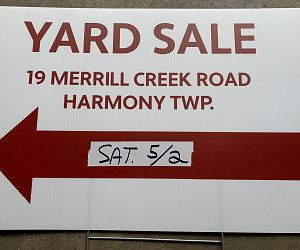 YARD SALE
19 MERRILL CREEK ROAD
HARMONY TWP.
SAT. 5/2